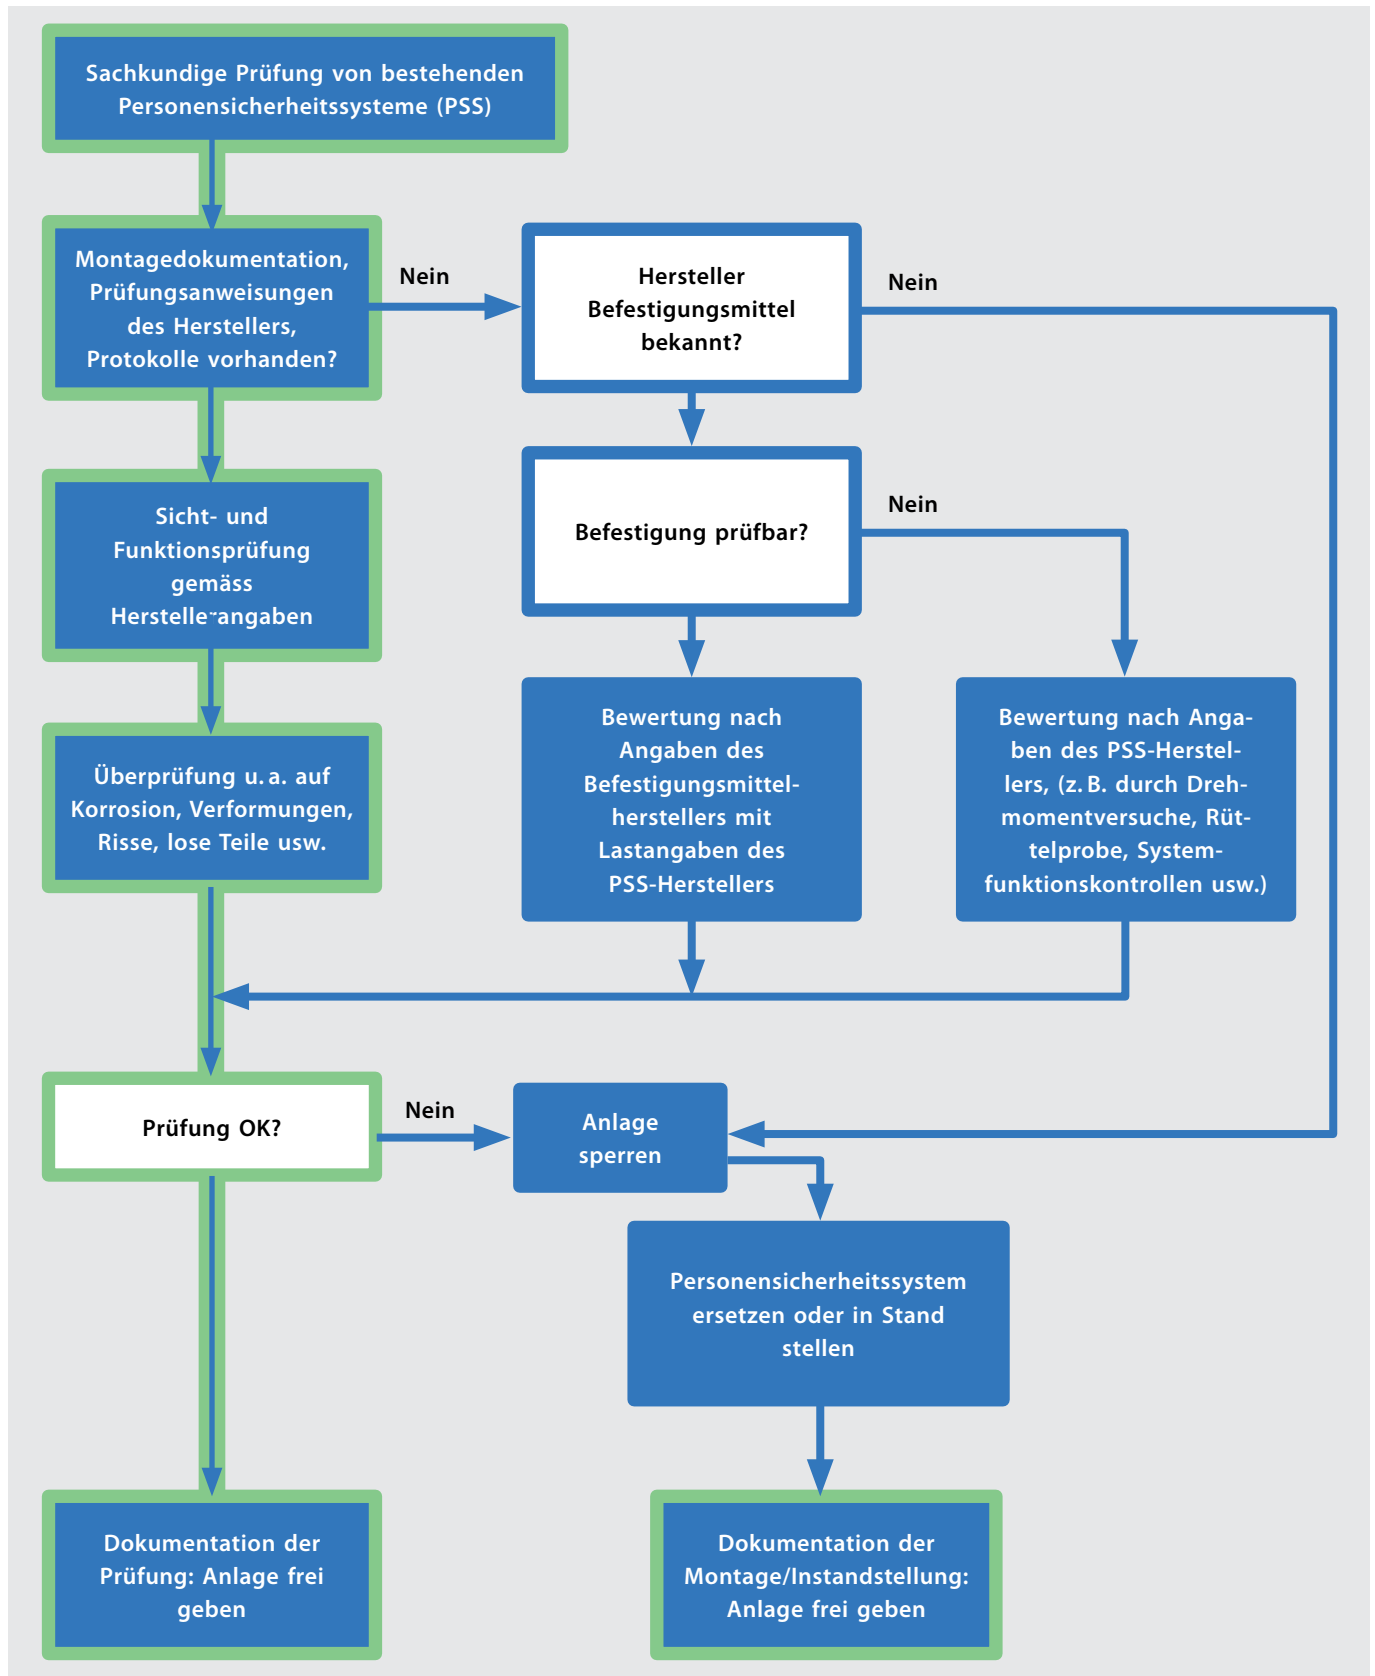 Sachkundige Prüfung von bestehenden
Personensicherheitssysteme (PSS)
Montagedokumentation,
Prüfungsanweisungen
des Herstellers,
Protokolle vorhanden?
Nein
Hersteller
Befestigungsmittel
bekannt?
Nein
Sicht- und
Funktionsprüfung
gemäss
Herstellerangaben
Befestigung prüfbar?
Nein
Überprüfung u. a. auf
Korrosion, Verformungen,
Risse, lose Teile usw.
Bewertung nach
Angaben des
Befestigungsmittel-
herstellers mit
Lastangaben des
PSS-Herstellers
Bewertung nach Anga-
ben des PSS-Herstel-
lers, (z. B. durch Dreh-
momentversuche, Rüt-
telprobe, System-
funktionskontrollen usw.)
Prüfung OK?
Nein
Anlage
sperren
Personensicherheitssystem
ersetzen oder in Stand
stellen
Dokumentation der
Prüfung: Anlage frei
geben
Dokumentation der
Montage/Instandstellung:
Anlage frei geben